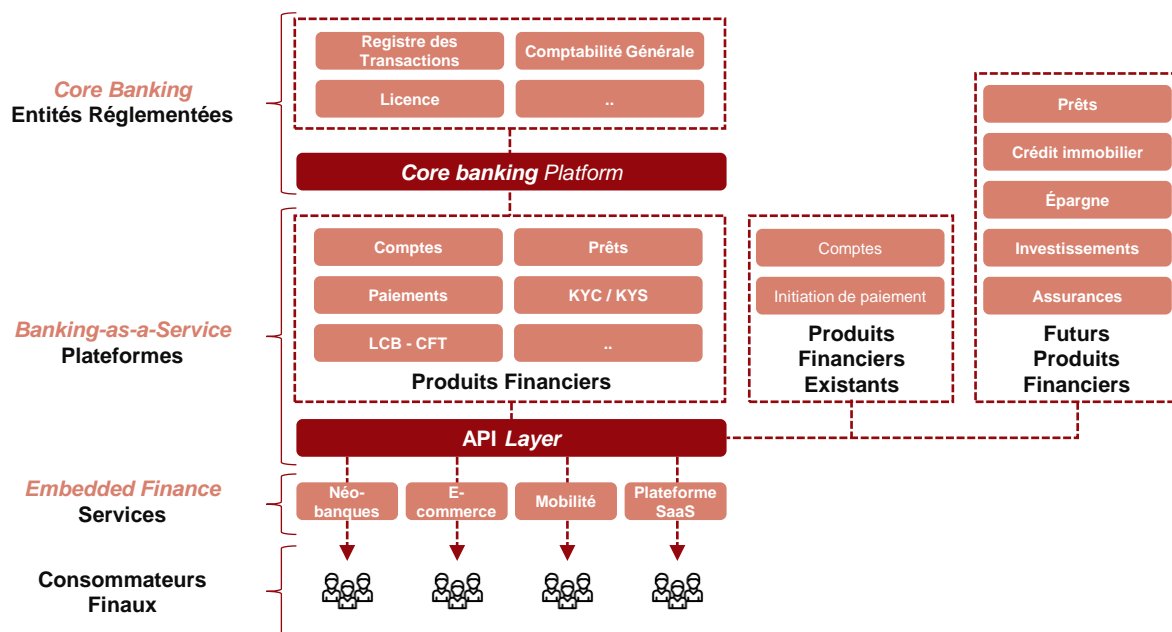 Core Banking
Entités Réglementées
Registre des
Transactions
Comptabilité Générale
Licence
..
Core banking Platform
Banking-as-a-Service
Plateformes
Comptes
Prêts
Paiements
KYC / KYS
LCB - CFT
..
Produits Financiers
API Layer
Comptes
Initiation de paiement
Produits
Financiers
Existants
Prêts
Crédit immobilier
Épargne
Investissements
Assurances
Futurs
Produits
Financiers
Embedded Finance
Services
Néo-
banques
E-
commerce
Mobilité
Plateforme
SaaS
Consommateurs
Finaux